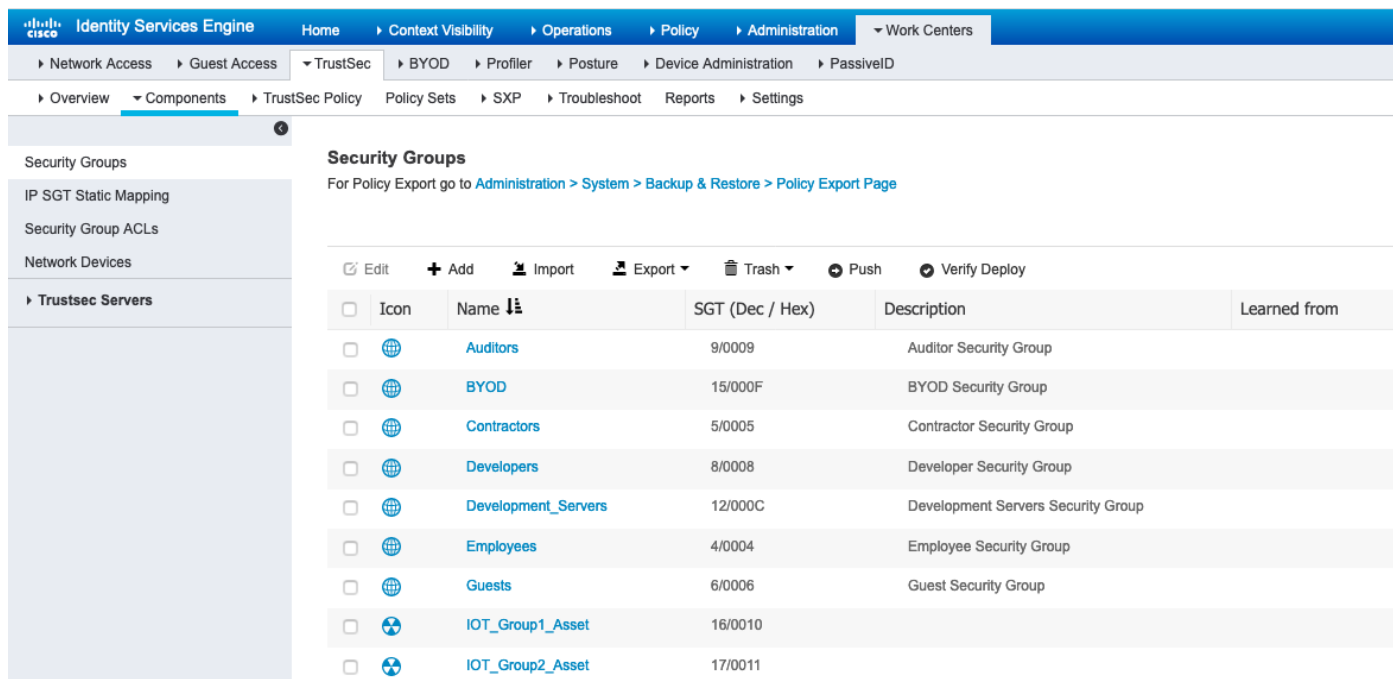 cisco Identity Services Engine Home Context Visibility Operations Policy Administration Work Centers
Network Access Guest Access TrustSec BYOD Profiler Posture Device Administration PassiveID
Overview Components TrustSec Policy Policy Sets SXP Troubleshoot Reports Settings
Security Groups
IP SGT Static Mapping
Security Group ACLs
Network Devices
Trustsec Servers
Security Groups
For Policy Export go to Administration > System > Backup & Restore > Policy Export Page
Edit Add Import Export Trash Push Verify Deploy
Icon Name SGT (Dec / Hex) Description Learned from
Auditors 9/0009 Auditor Security Group
BYOD 15/000F BYOD Security Group
Contractors 5/0005 Contractor Security Group
Developers 8/0008 Developer Security Group
Development_Servers 12/000C Development Servers Security Group
Employees 4/0004 Employee Security Group
Guests 6/0006 Guest Security Group
IOT_Group1_Asset 16/0010
IOT_Group2_Asset 17/0011